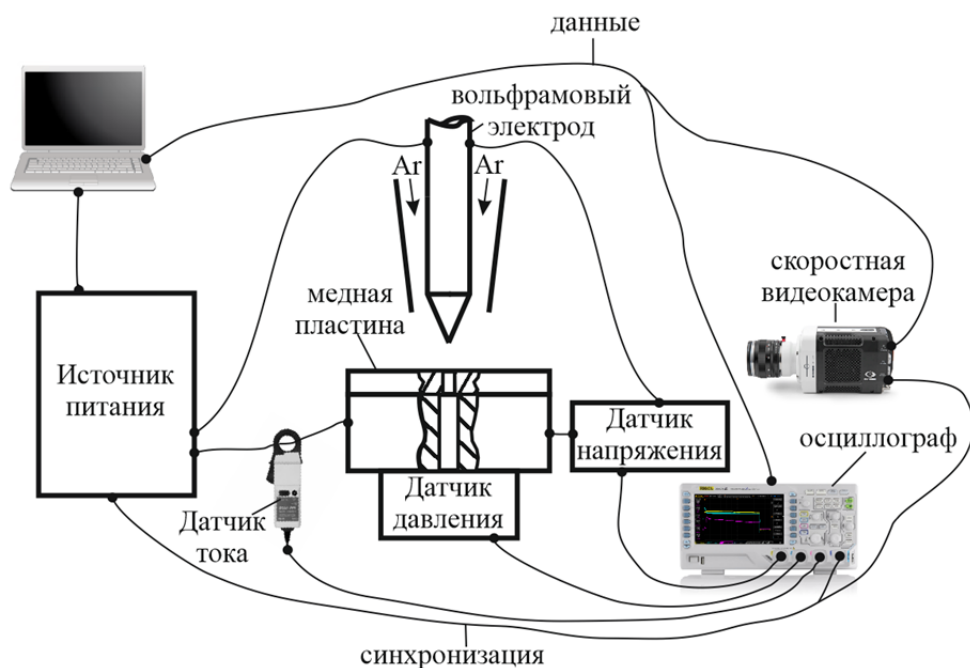 данные
вольфрамовый
электрод
Ar
Ar
скоростная
видеокамера
медная
пластина
Источник
питания
Датчик
напряжения
осциллограф
Датчик
давления
Датчик
тока
синхронизация